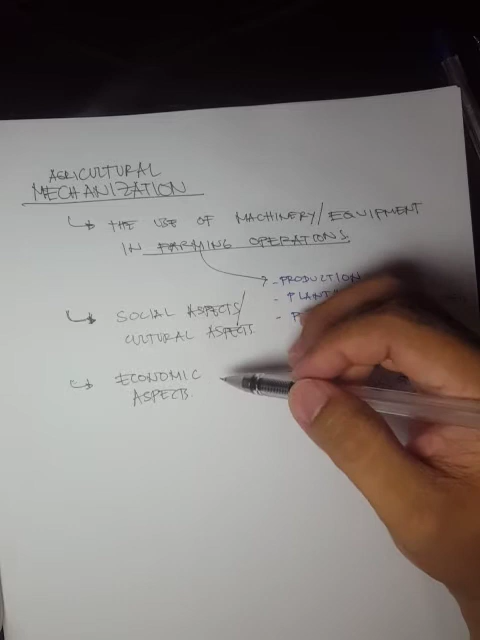 AGRICULTURAL
MECHANIZATION
THE USE OF MACHINERY/EQUIPMENT
IN FARMING OPERATIONS.
- PRODUCTION
-
-
SOCIAL ASPECTS/
CULTURAL ASPECTS
ECONOMIC
ASPECTS.